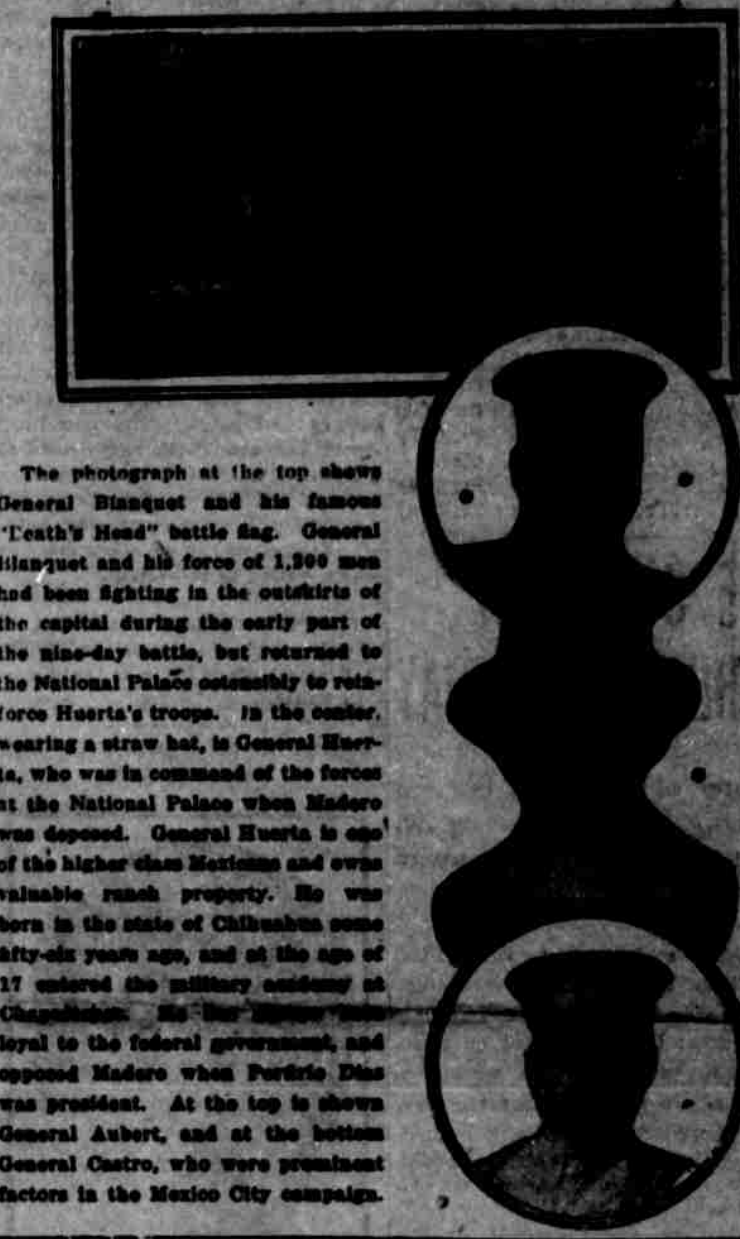 The photograph at the top shows
General Blanquet and his famous
"Death's Head" battle flag. General
Blanquet and his force of 1,200 men
had been fighting in the outskirts of
the capital during the early part of
the nine-day battle, but returned to
the National Palace ostensibly to rein-
force Huerta's troops. In the center,
wearing a straw hat, is General Huer-
ta, who was in command of the forces
at the National Palace when Madero
was deposed. General Huerta is one
of the higher class Mexicans and owns
valuable ranch property. He was
born in the state of Chihuahua some
fifty-six years ago, and at the age of
17 entered the military academy at
loyal to the federal government, and
opposed Madero when Porfirio Dias
was president. At the top is shown
General Aubert, and at the bottom
General Castro, who were prominent
factors in the Mexico City campaign.